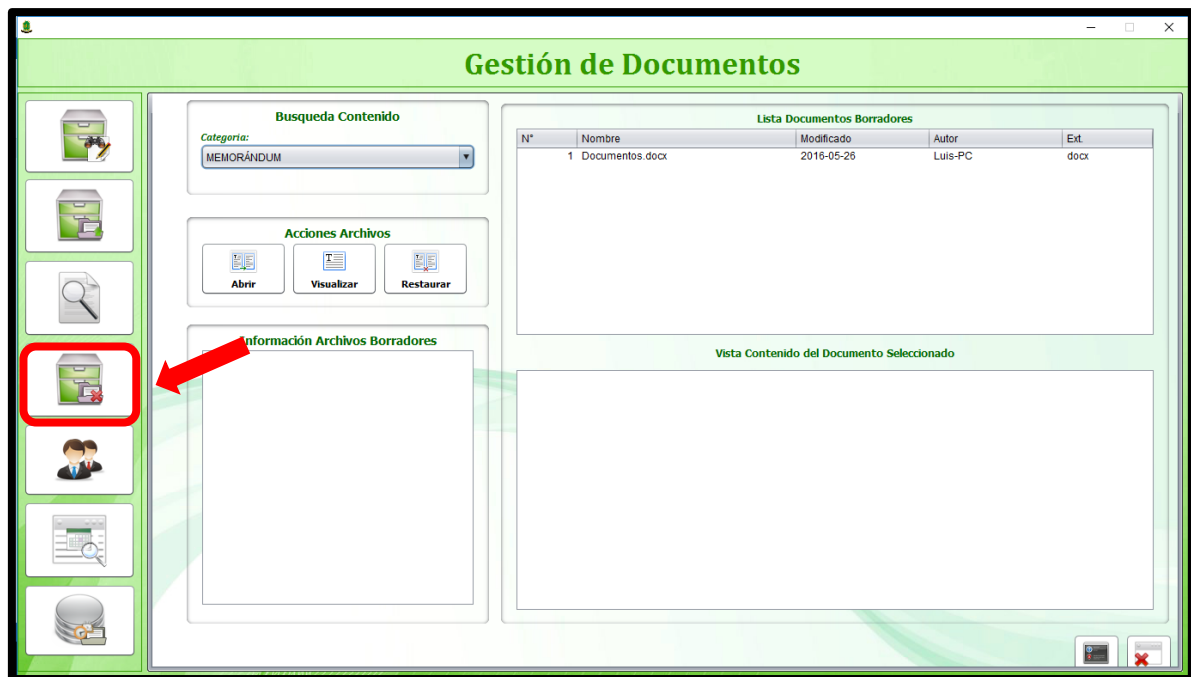 Gestión de Documentos
Busqueda Contenido
Categoria:
MEMORÁNDUM
Acciones Archivos
Abrir Visualizar Restaurar
Información Archivos Borradores
Lista Documentos Borradores
N° Nombre Modificado Autor Ext.
1 Documentos.docx 2016-05-26 Luis-PC docx
Vista Contenido del Documento Seleccionado